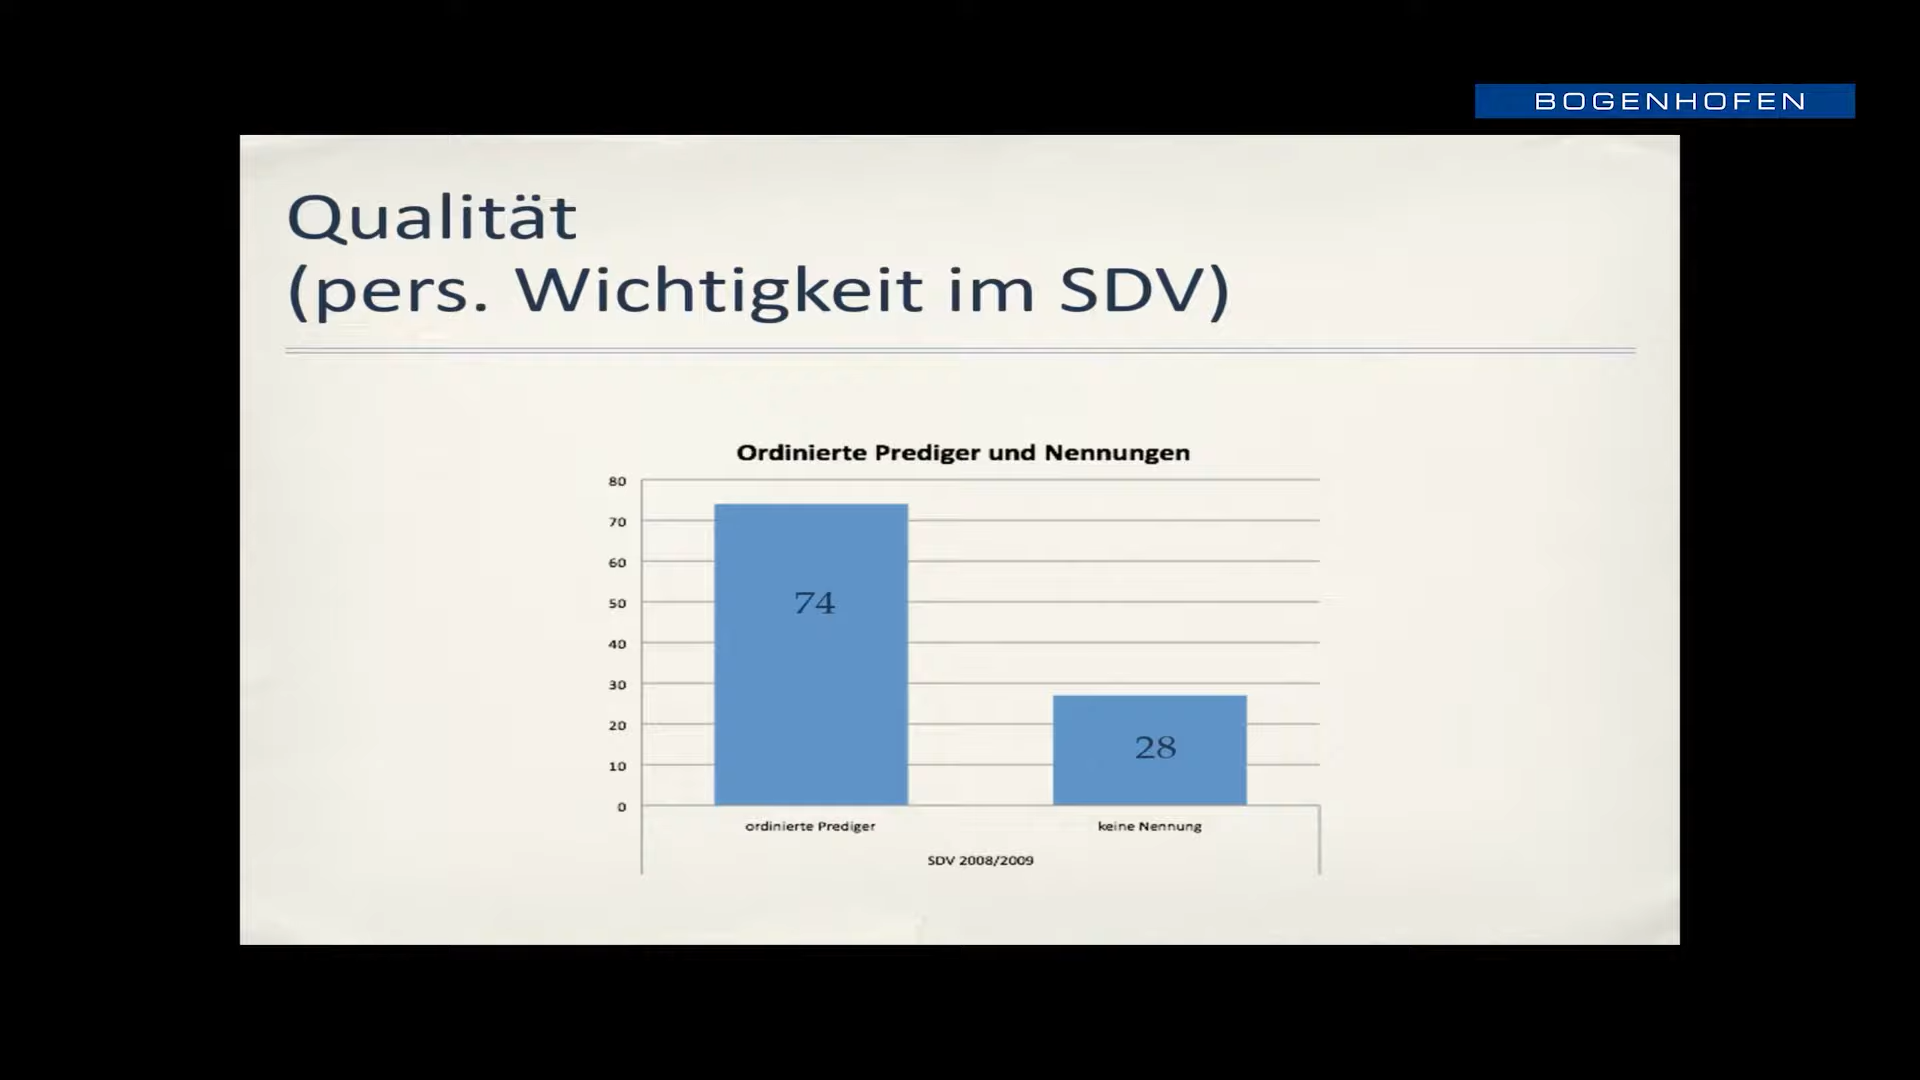 BOGENHOFEN
Qualität
(pers. Wichtigkeit im SDV)
Ordinierte Prediger und Nennungen
80
70
60
50
40
30
20
10
0
74
28
ordinierte Prediger
keine Nennung
SDV 2008/2009